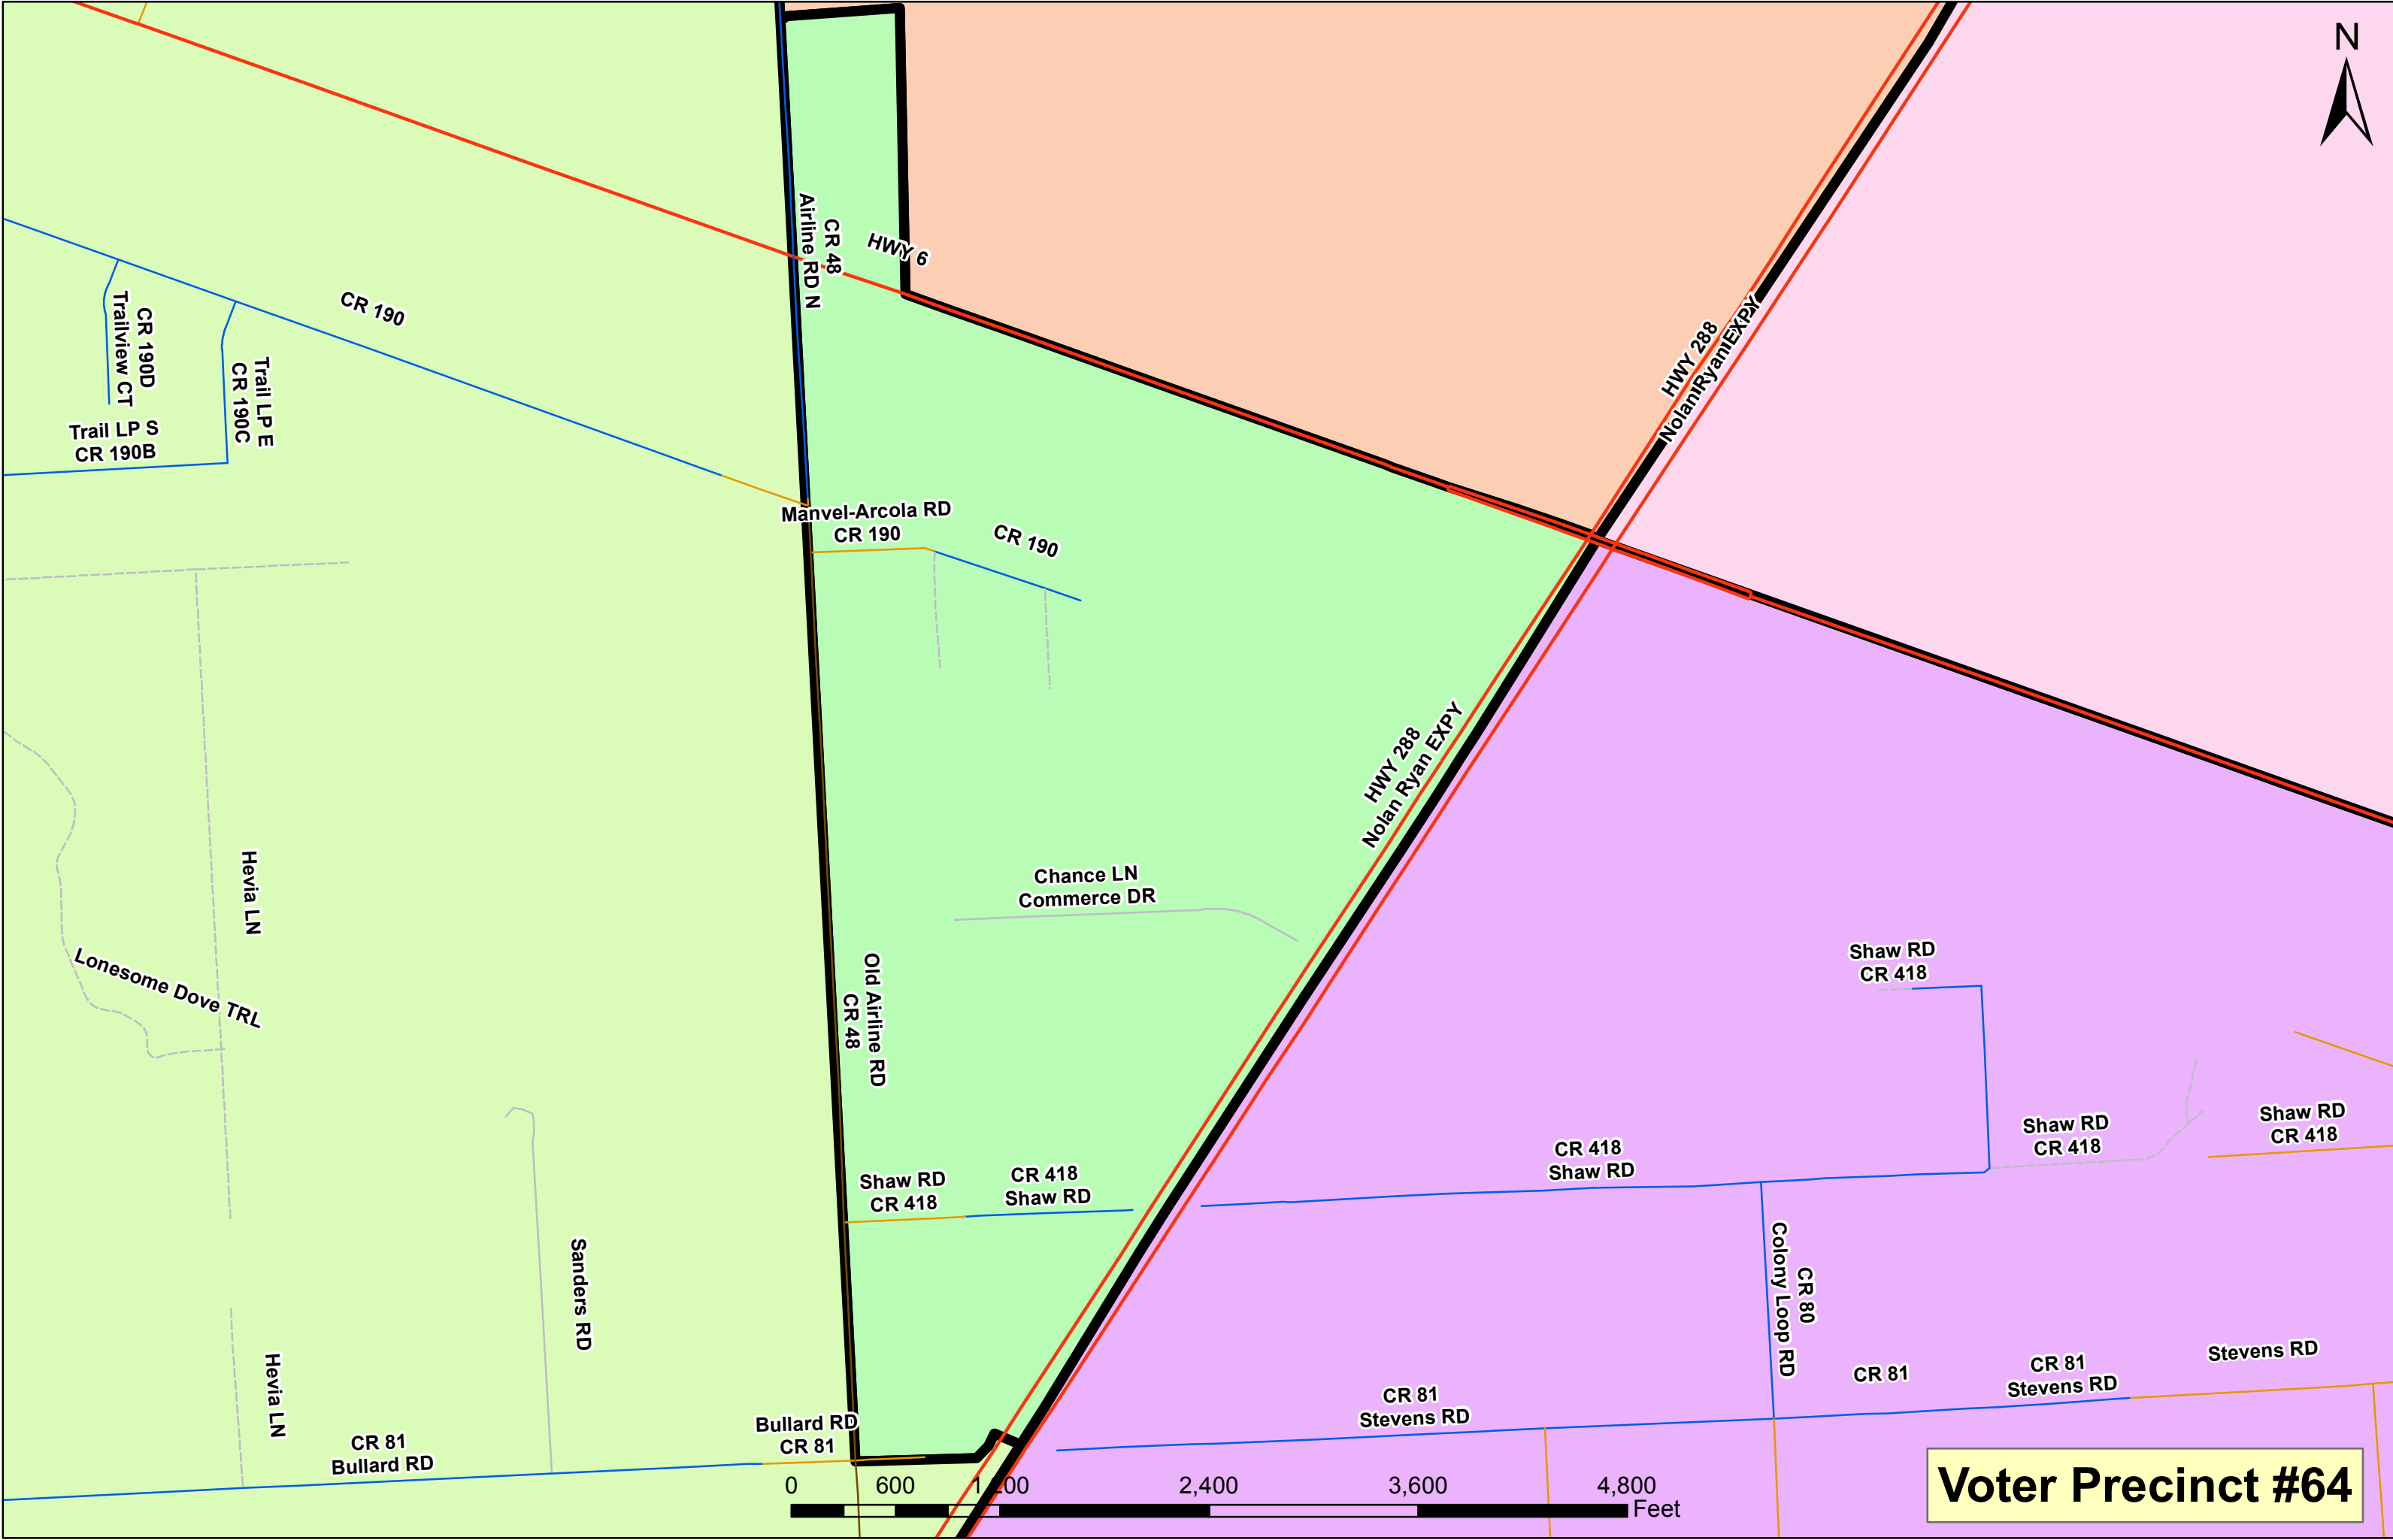 N
CR 48
Airline RD N
HWY 6
CR 190
CR 190D
Trailview CT
Trail LP E
CR 190C
Trail LP S
CR 190B
HWY 288
Nolan Ryan EXPY
Manvel-Arcola RD
CR 190
CR 190
HWY 288
Nolan Ryan EXPY
Hevia LN
Chance LN
Commerce DR
Lonesome Dove TRL
Old Airline RD
CR 48
Shaw RD
CR 418
Shaw RD
CR 418
Shaw RD
CR 418
CR 418
Shaw RD
Shaw RD
CR 418
CR 418
Shaw RD
Sanders RD
CR 80
Colony Loop RD
Hevia LN
Stevens RD
CR 81
CR 81
Stevens RD
CR 81
Stevens RD
Bullard RD
CR 81
CR 81
Bullard RD
0 600 1,200 2,400 3,600 4,800
Feet
Voter Precinct #64